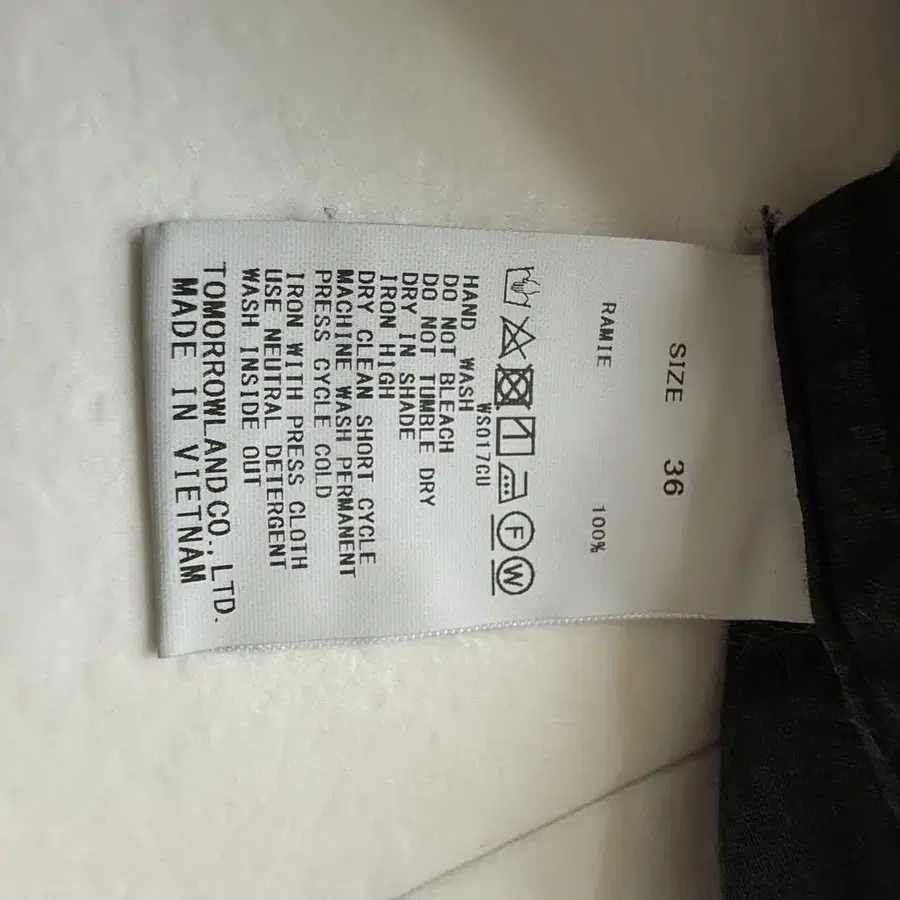 SIZE 36
RAMIE 100%
F W
WS017GU
HAND WASH
DO NOT BLEACH
DO NOT TUMBLE DRY
DRY IN SHADE
IRON HIGH
DRY CLEAN SHORT CYCLE
MACHINE WASH PERMANENT
PRESS CYCLE COLD
IRON WITH PRESS CLOTH
USE NEUTRAL DETERGENT
WASH INSIDE OUT
TOMORROWLAND CO.,LTD.
MADE IN VIETNAM